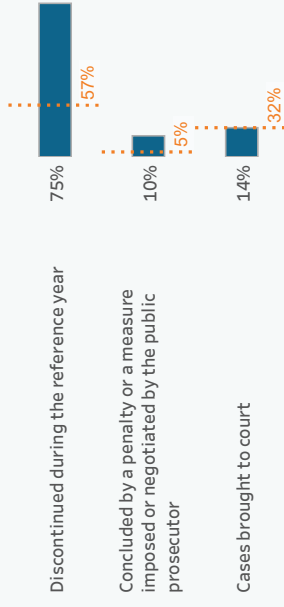 Discontinued during the reference year
75%
57%
Concluded by a penalty or a measure
imposed or negotiated by the public
prosecutor
10%
5%
Cases brought to court
14%
32%